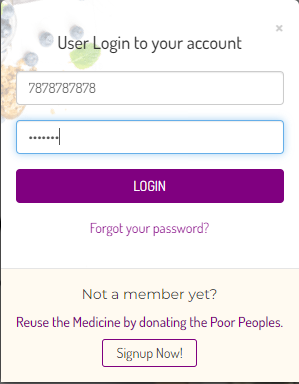 ×
User Login to your account
7878787878
•••••••
LOGIN
Forgot your password?
Not a member yet?
Reuse the Medicine by donating the Poor Peoples.
Signup Now!